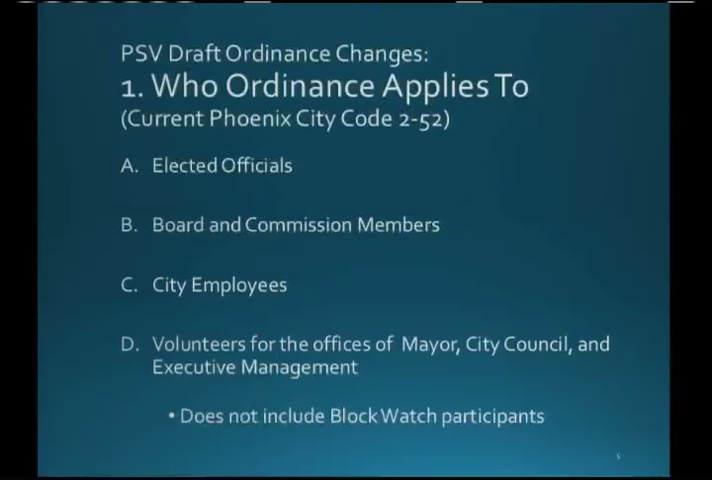 PSV Draft Ordinance Changes:
1. Who Ordinance Applies To
(Current Phoenix City Code 2-52)
A. Elected Officials
B. Board and Commission Members
C. City Employees
D. Volunteers for the offices of Mayor, City Council, and
Executive Management
• Does not include Block Watch participants